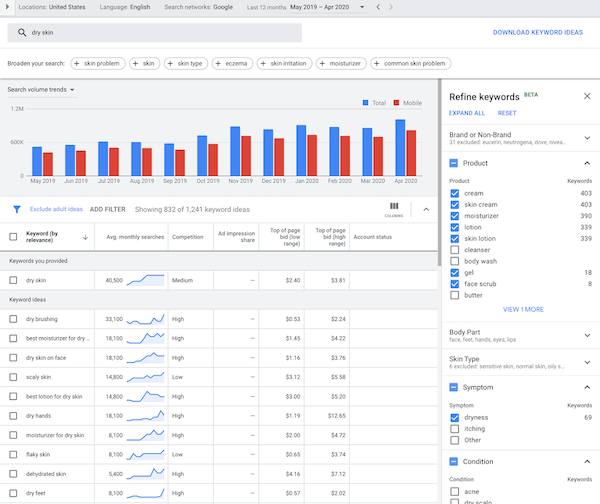 Locations: United States Language: English Search networks: Google Last 12 months May 2019 – Apr 2020
dry skin
DOWNLOAD KEYWORD IDEAS
Broaden your search: + skin problem + skin + skin type + eczema + skin irritation + moisturizer + common skin problem
Search volume trends
Total Mobile
1.2M
600K
0
May 2019 Jun 2019 Jul 2019 Aug 2019 Sep 2019 Oct 2019 Nov 2019 Dec 2019 Jan 2020 Feb 2020 Mar 2020 Apr 2020
Exclude adult ideas ADD FILTER Showing 832 of 1,241 keyword ideas
COLUMNS
Keyword (by relevance) Avg. monthly searches Competition Ad impression share Top of page bid (low range) Top of page bid (high range) Account status
Keywords you provided
dry skin 40,500 Medium – $2.40 $3.81
Keyword ideas
dry brushing 33,100 High – $0.53 $2.24
best moisturizer for dry ... 18,100 High – $1.45 $4.22
dry skin on face 18,100 High – $1.16 $3.76
scaly skin 14,800 Low – $3.12 $5.58
best lotion for dry skin 14,800 High – $3.00 $5.20
dry hands 18,100 High – $1.19 $12.65
moisturizer for dry skin 8,100 High – $2.00 $4.72
flaky skin 8,100 Low – $0.65 $3.74
dehydrated skin 5,400 High – $4.16 $7.12
dry feet 8,100 High – $0.57 $2.02
Refine keywords BETA
EXPAND ALL RESET
Brand or Non-Brand
31 excluded: eucerin, neutrogena, dove, nivea...
Product
Product Keywords
cream 403
skin cream 403
moisturizer 390
lotion 339
skin lotion 339
cleanser
body wash
gel 18
face scrub 8
butter
VIEW 1 MORE
Body Part
face, feet, hands, eyes, lips
Skin Type
6 excluded: sensitive skin, normal skin, oily s...
Symptom
Symptom Keywords
dryness 69
itching
Other
Condition
Condition Keywords
acne
dry scalp